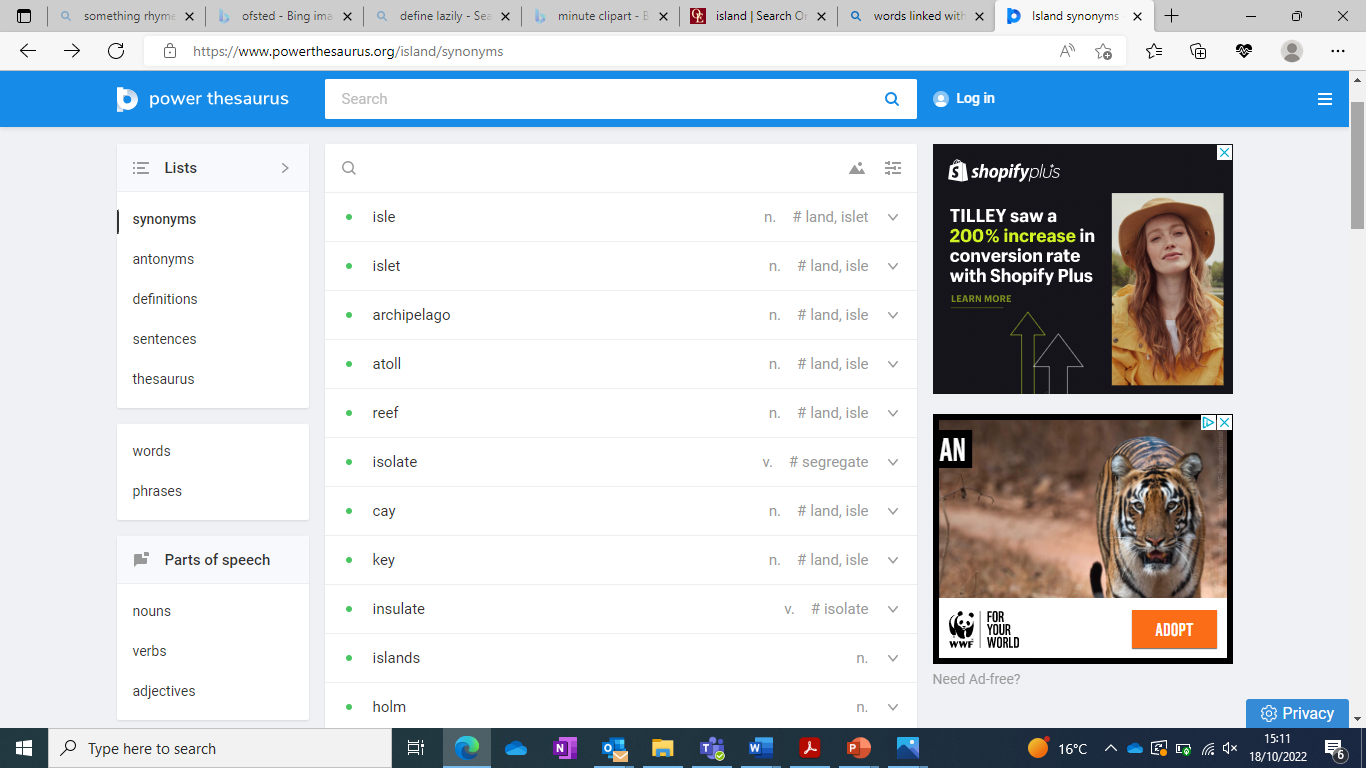 something rhyme
ofsted - Bing ima
define lazily - Sea
minute clipart - B
island | Search O
words linked with
Island synonyms
https://www.powerthesaurus.org/island/synonyms
power thesaurus
Search
Log in
Lists
synonyms
antonyms
definitions
sentences
thesaurus
words
phrases
Parts of speech
nouns
verbs
adjectives
isle n. # land, islet
islet n. # land, isle
archipelago n. # land, isle
atoll n. # land, isle
reef n. # land, isle
isolate v. # segregate
cay n. # land, isle
key n. # land, isle
insulate v. # isolate
islands n.
holm n.
shopifyplus
TILLEY saw a
200% increase in
conversion rate
with Shopify Plus
LEARN MORE
AN
WWF
FOR
YOUR
WORLD
ADOPT
Need Ad-free?
Privacy
Type here to search
16°C
15:11
18/10/2022
6